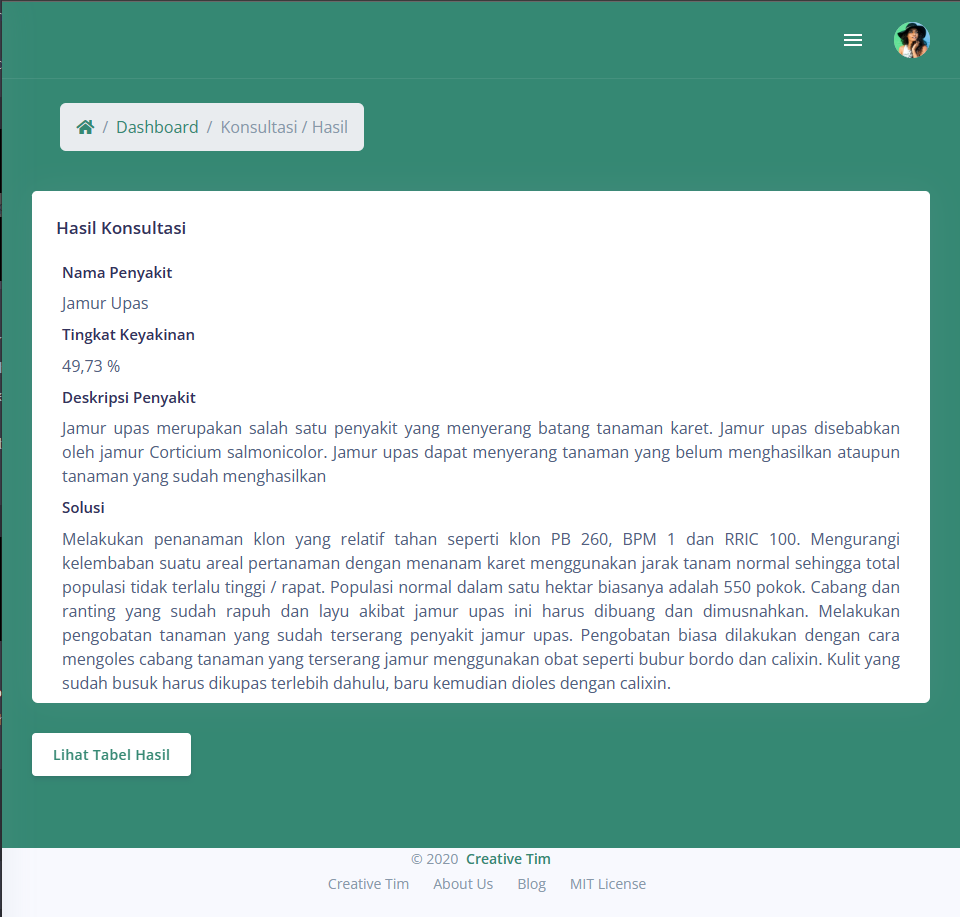 / Dashboard / Konsultasi / Hasil
Hasil Konsultasi
Nama Penyakit
Jamur Upas
Tingkat Keyakinan
49,73 %
Deskripsi Penyakit
Jamur upas merupakan salah satu penyakit yang menyerang batang tanaman karet. Jamur upas disebabkan
oleh jamur Corticium salmonicolor. Jamur upas dapat menyerang tanaman yang belum menghasilkan ataupun
tanaman yang sudah menghasilkan
Solusi
Melakukan penanaman klon yang relatif tahan seperti klon PB 260, BPM 1 dan RRIC 100. Mengurangi
kelembaban suatu areal pertanaman dengan menanam karet menggunakan jarak tanam normal sehingga total
populasi tidak terlalu tinggi / rapat. Populasi normal dalam satu hektar biasanya adalah 550 pokok. Cabang dan
ranting yang sudah rapuh dan layu akibat jamur upas ini harus dibuang dan dimusnahkan. Melakukan
pengobatan tanaman yang sudah terserang penyakit jamur upas. Pengobatan biasa dilakukan dengan cara
mengoles cabang tanaman yang terserang jamur menggunakan obat seperti bubur bordo dan calixin. Kulit yang
sudah busuk harus dikupas terlebih dahulu, baru kemudian dioles dengan calixin.
Lihat Tabel Hasil
© 2020 Creative Tim
Creative Tim About Us Blog MIT License